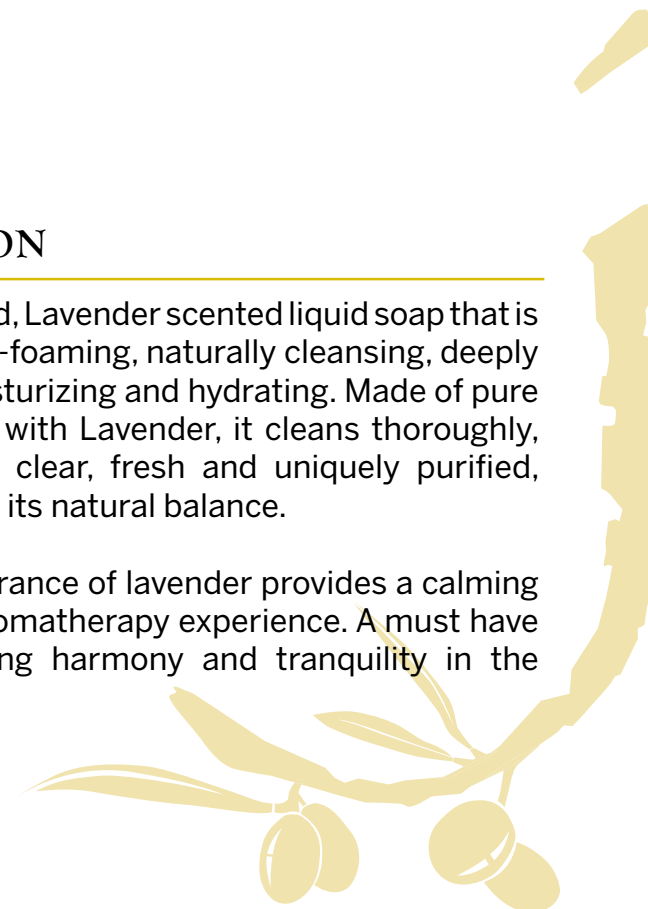 ON
d, Lavender scented liquid soap that is
-foaming, naturally cleansing, deeply
sturizing and hydrating. Made of pure
with Lavender, it cleans thoroughly,
clear, fresh and uniquely purified,
its natural balance.
rance of lavender provides a calming
omatherapy experience. A must have
ng harmony and tranquility in the